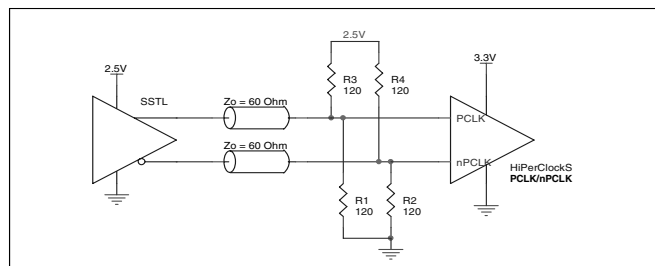 2.5V
3.3V
2.5V
SSTL
R3
120
R4
120
Zo = 60 Ohm
PCLK
Zo = 60 Ohm
nPCLK
HiPerClockS
PCLK/nPCLK
R1
120
R2
120